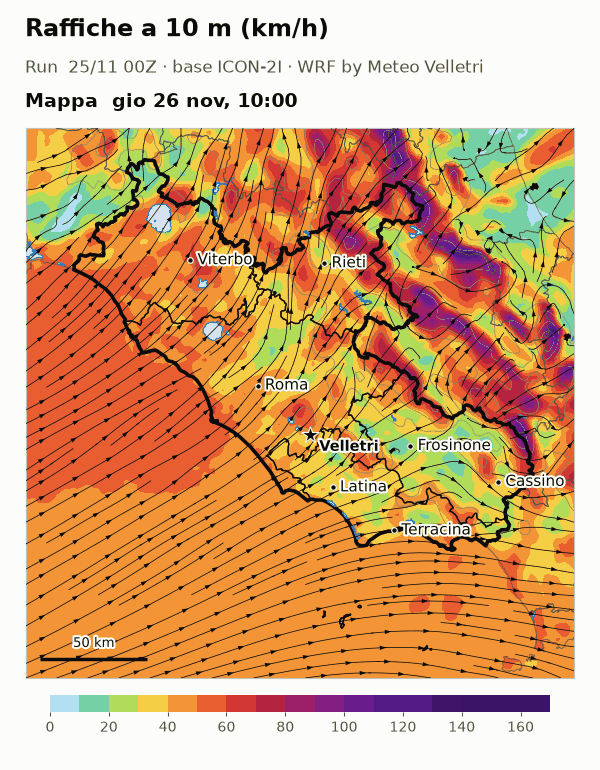 Raffiche a 10 m (km/h)
Run 25/11 00Z · base ICON-2I · WRF by Meteo Velletri
Mappa gio 26 nov, 10:00
Viterbo
Rieti
Roma
Velletri
Frosinone
Latina
Cassino
Terracina
50 km
0 20 40 60 80 100 120 140 160